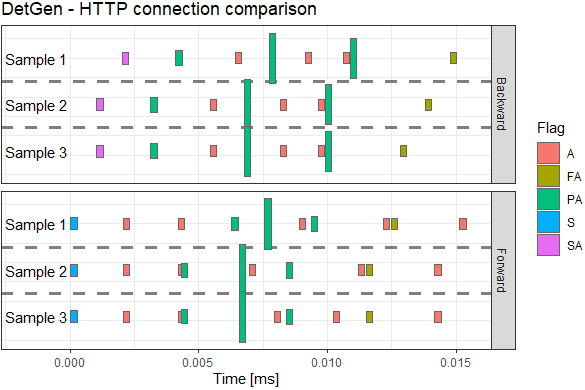 DetGen - HTTP connection comparison
Sample 1
Sample 2
Sample 3
Backward
Sample 1
Sample 2
Sample 3
Forward
0.000 0.005 0.010 0.015
Time [ms]
Flag
A
FA
PA
S
SA